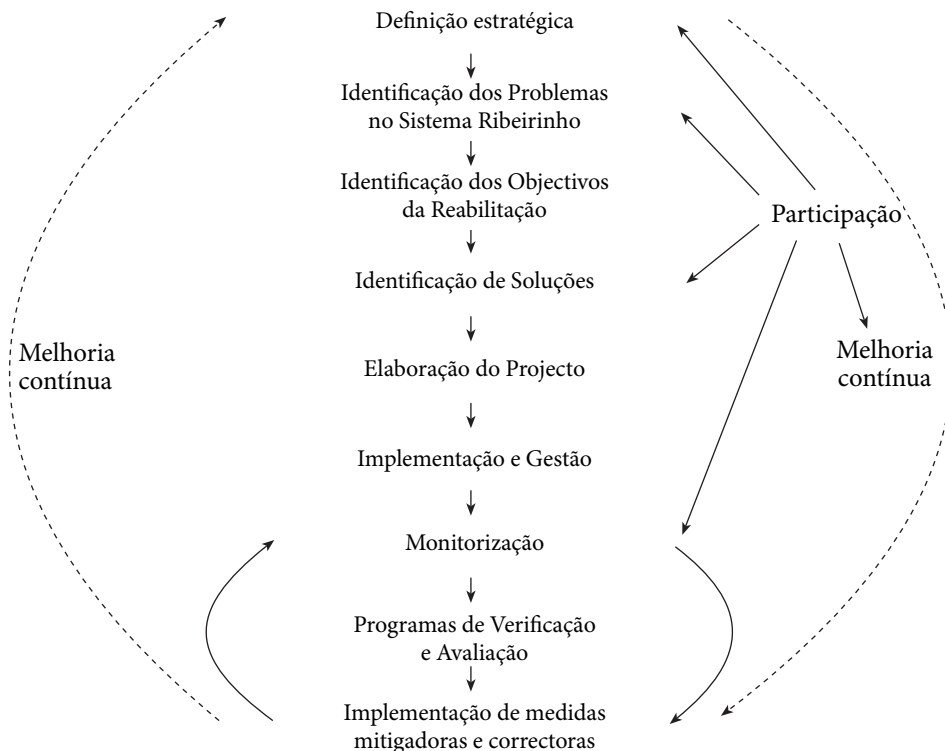 Definição estratégica
Identificação dos Problemas
no Sistema Ribeirinho
Identificação dos Objectivos
da Reabilitação
Participação
Identificação de Soluções
Melhoria
contínua
Melhoria
contínua
Elaboração do Projecto
Implementação e Gestão
Monitorização
Programas de Verificação
e Avaliação
Implementação de medidas
mitigadoras e correctoras